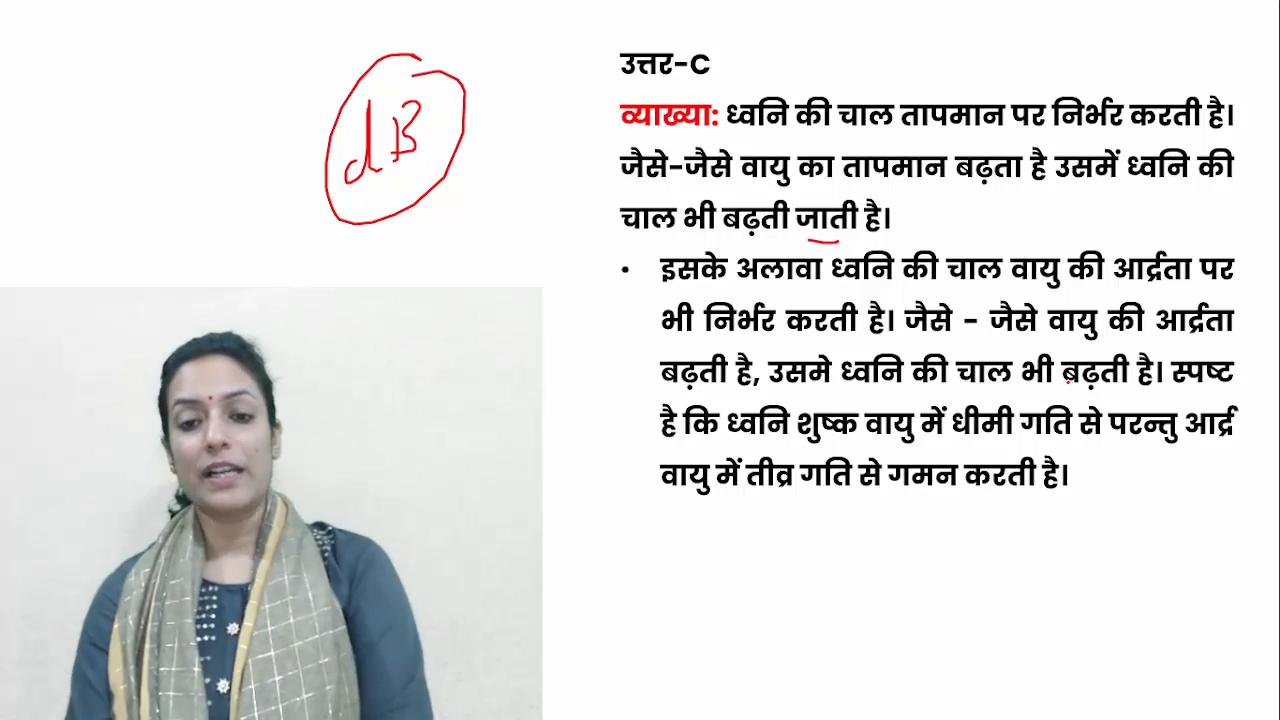 dB
उत्तर-C
व्याख्या: ध्वनि की चाल तापमान पर निर्भर करती है।
जैसे-जैसे वायु का तापमान बढ़ता है उसमें ध्वनि की
चाल भी बढ़ती जाती है।
• इसके अलावा ध्वनि की चाल वायु की आर्द्रता पर
भी निर्भर करती है। जैसे - जैसे वायु की आर्द्रता
बढ़ती है, उसमे ध्वनि की चाल भी बढ़ती है। स्पष्ट
है कि ध्वनि शुष्क वायु में धीमी गति से परन्तु आर्द्र
वायु में तीव्र गति से गमन करती है।